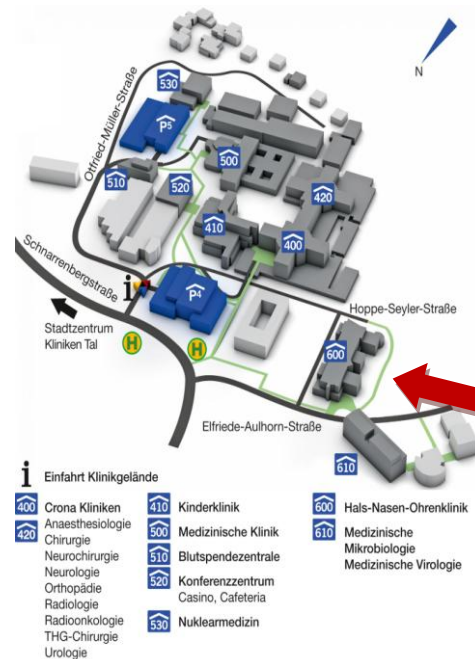 N
530
Otfried-Müller-Straße
P5
500
510
520
420
410
400
Schnarrenbergstraße
i
P4
Hoppe-Seyler-Straße
Stadtzentrum
Kliniken Tal
H
H
600
Elfriede-Aulhorn-Straße
610
i Einfahrt Klinikgelände
400 Crona Kliniken
420 Anaesthesiologie
Chirurgie
Neurochirurgie
Neurologie
Orthopädie
Radiologie
Radioonkologie
THG-Chirurgie
Urologie
410 Kinderklinik
500 Medizinische Klinik
510 Blutspendezentrale
520 Konferenzzentrum
Casino, Cafeteria
530 Nuklearmedizin
600 Hals-Nasen-Ohrenklinik
610 Medizinische
Mikrobiologie
Medizinische Virologie